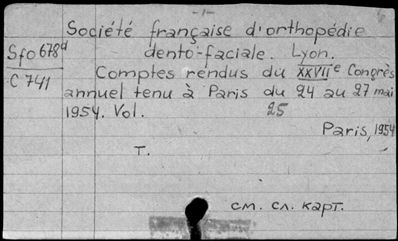 - 1 -
Société française d'orthopédie
Sfo 678d
dento-faciale. Lyon.
C 741
Comptes rendus du XXVIIe Congrès
annuel tenu à Paris du 24 au 27 mai
1954. Vol. 25
Paris, 1954
T.
см. сл. карт.